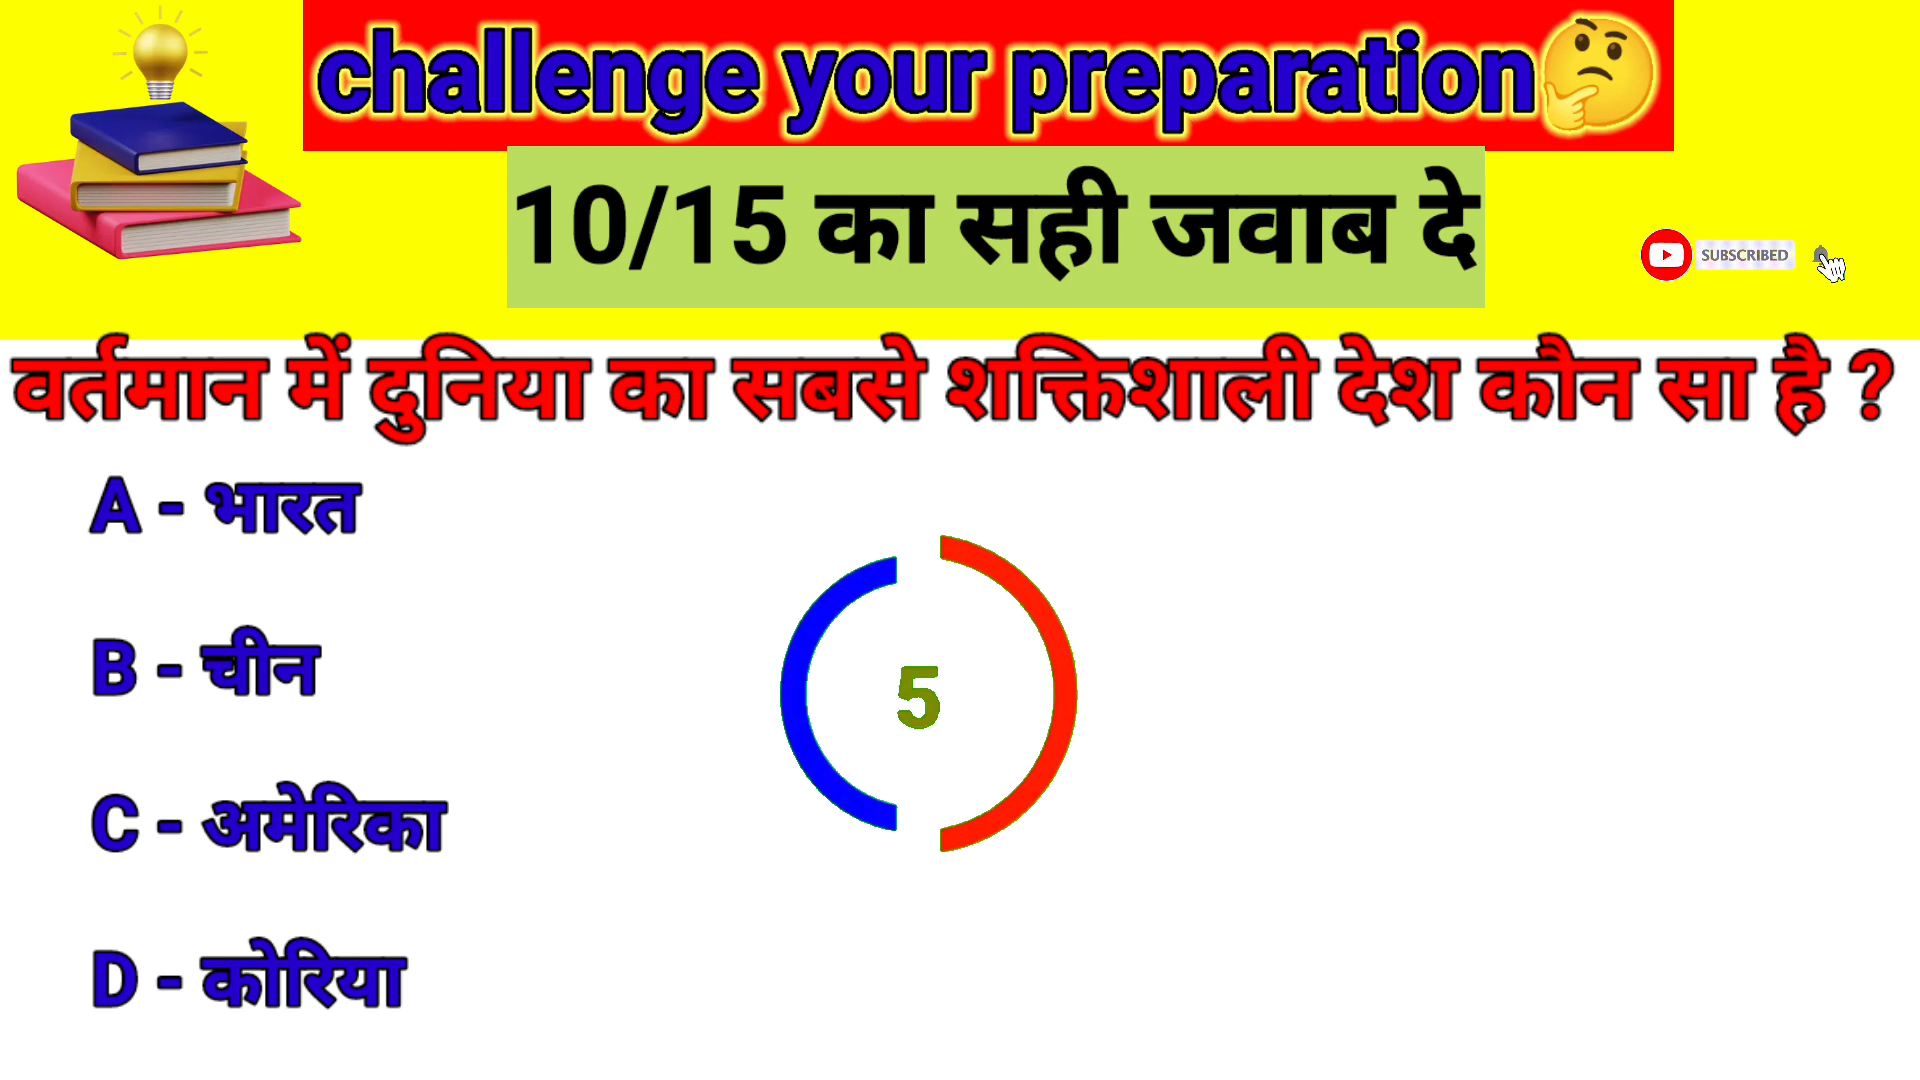 challenge your preparation🤔
10/15 का सही जवाब दे
SUBSCRIBED
वर्तमान में दुनिया का सबसे शक्तिशाली देश कौन सा है ?
A - भारत
B - चीन
5
C - अमेरिका
D - कोरिया